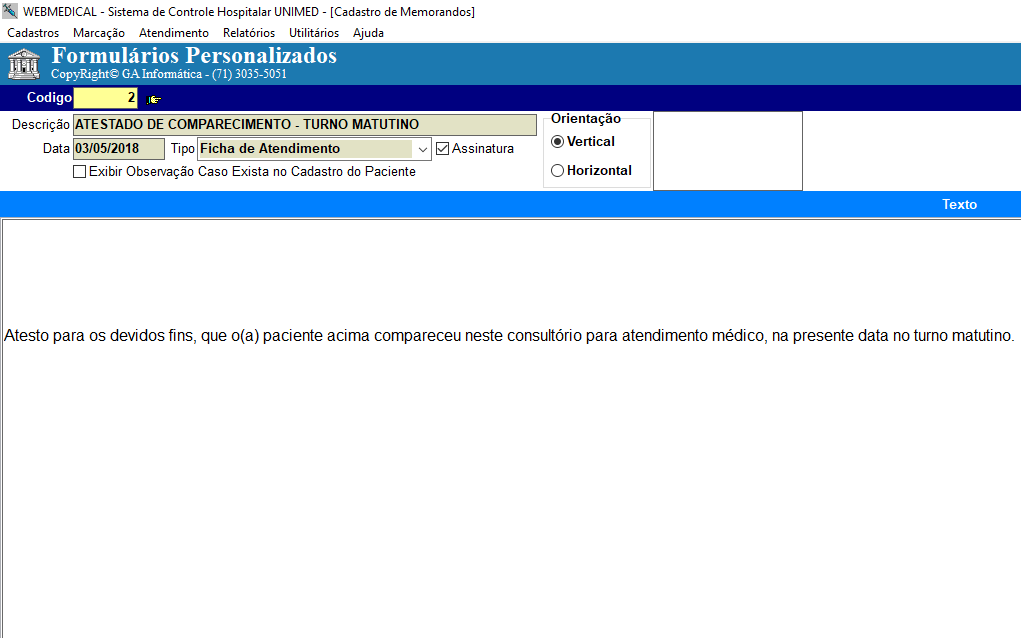 WEBMEDICAL - Sistema de Controle Hospitalar UNIMED - [Cadastro de Memorandos]
Cadastros Marcação Atendimento Relatórios Utilitários Ajuda
Formulários Personalizados
CopyRight© GA Informática - (71) 3035-5051
Codigo 2
Descrição ATESTADO DE COMPARECIMENTO - TURNO MATUTINO
Data 03/05/2018 Tipo Ficha de Atendimento Assinatura
Exibir Observação Caso Exista no Cadastro do Paciente
Orientação
Vertical
Horizontal
Texto
Atesto para os devidos fins, que o(a) paciente acima compareceu neste consultório para atendimento médico, na presente data no turno matutino.